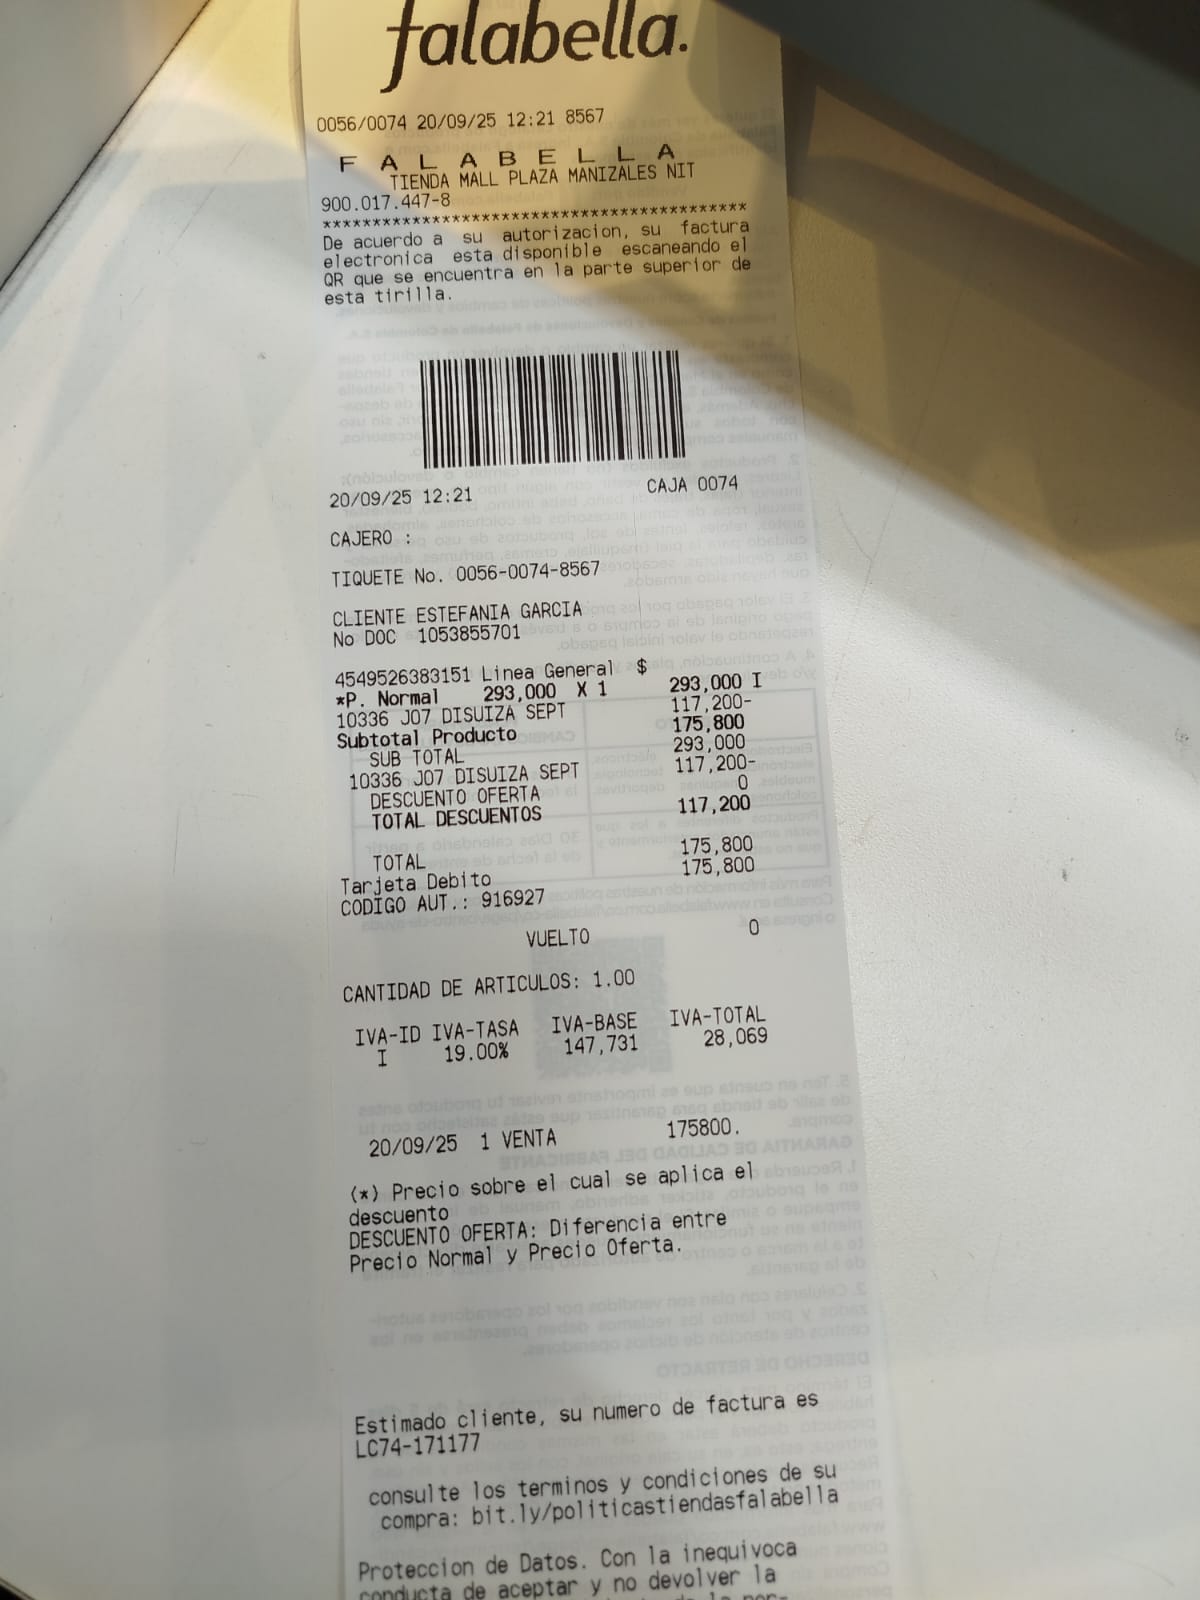 falabella.
0056/0074 20/09/25 12:21 8567
F A L A B E L L A
TIENDA MALL PLAZA MANIZALES NIT
900.017.447-8
******************************************
De acuerdo a su autorizacion, su factura
electronica esta disponible escaneando el
QR que se encuentra en la parte superior de
esta tirilla.
20/09/25 12:21 CAJA 0074
CAJERO :
TIQUETE No. 0056-0074-8567
CLIENTE ESTEFANIA GARCIA
No DOC 1053855701
4549526383151 Linea General $
*P. Normal 293,000 X 1 293,000 I
10336 J07 DISUIZA SEPT 117,200-
Subtotal Producto 175,800
SUB TOTAL 293,000
10336 J07 DISUIZA SEPT 117,200-
DESCUENTO OFERTA 0
TOTAL DESCUENTOS 117,200
TOTAL 175,800
Tarjeta Debito 175,800
CODIGO AUT.: 916927
VUELTO 0
CANTIDAD DE ARTICULOS: 1.00
IVA-ID IVA-TASA IVA-BASE IVA-TOTAL
I 19.00% 147,731 28,069
20/09/25 1 VENTA 175800.
(*) Precio sobre el cual se aplica el
descuento
DESCUENTO OFERTA: Diferencia entre
Precio Normal y Precio Oferta.
Estimado cliente, su numero de factura es
LC74-171177
consulte los terminos y condiciones de su
compra: bit.ly/politicastiendasfalabella
Proteccion de Datos. Con la inequivoca
conducta de aceptar y no devolver la